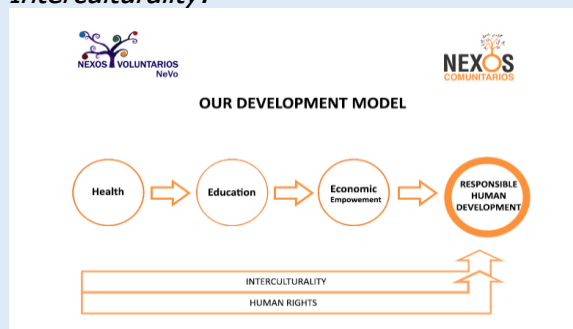 Interculturality?
NEXOS VOLUNTARIOS
NeVo
NEXOS
COMUNITARIOS
OUR DEVELOPMENT MODEL
Health
Education
Economic
Empowerment
RESPONSIBLE
HUMAN
DEVELOPMENT
INTERCULTURALITY
HUMAN RIGHTS